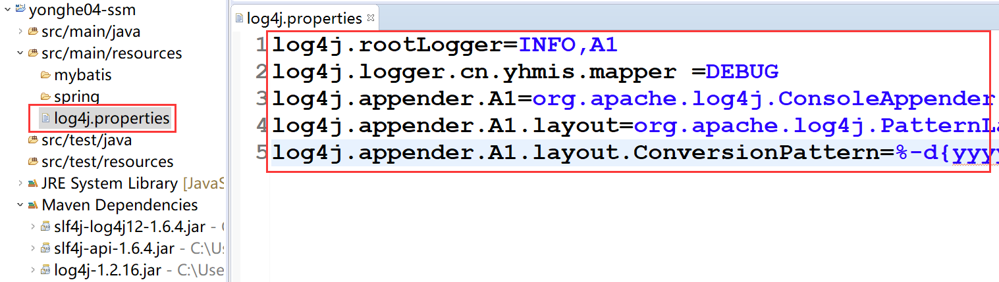 yonghe04-ssm
src/main/java
src/main/resources
mybatis
spring
log4j.properties
src/test/java
src/test/resources
JRE System Library [JavaS
Maven Dependencies
slf4j-log4j12-1.6.4.jar - C
slf4j-api-1.6.4.jar - C:\Us
log4j-1.2.16.jar - C:\Use
log4j.properties
1 log4j.rootLogger=INFO,A1
2 log4j.logger.cn.yhmis.mapper =DEBUG
3 log4j.appender.A1=org.apache.log4j.ConsoleAppender
4 log4j.appender.A1.layout=org.apache.log4j.PatternLa
5 log4j.appender.A1.layout.ConversionPattern=%-d{yyyy